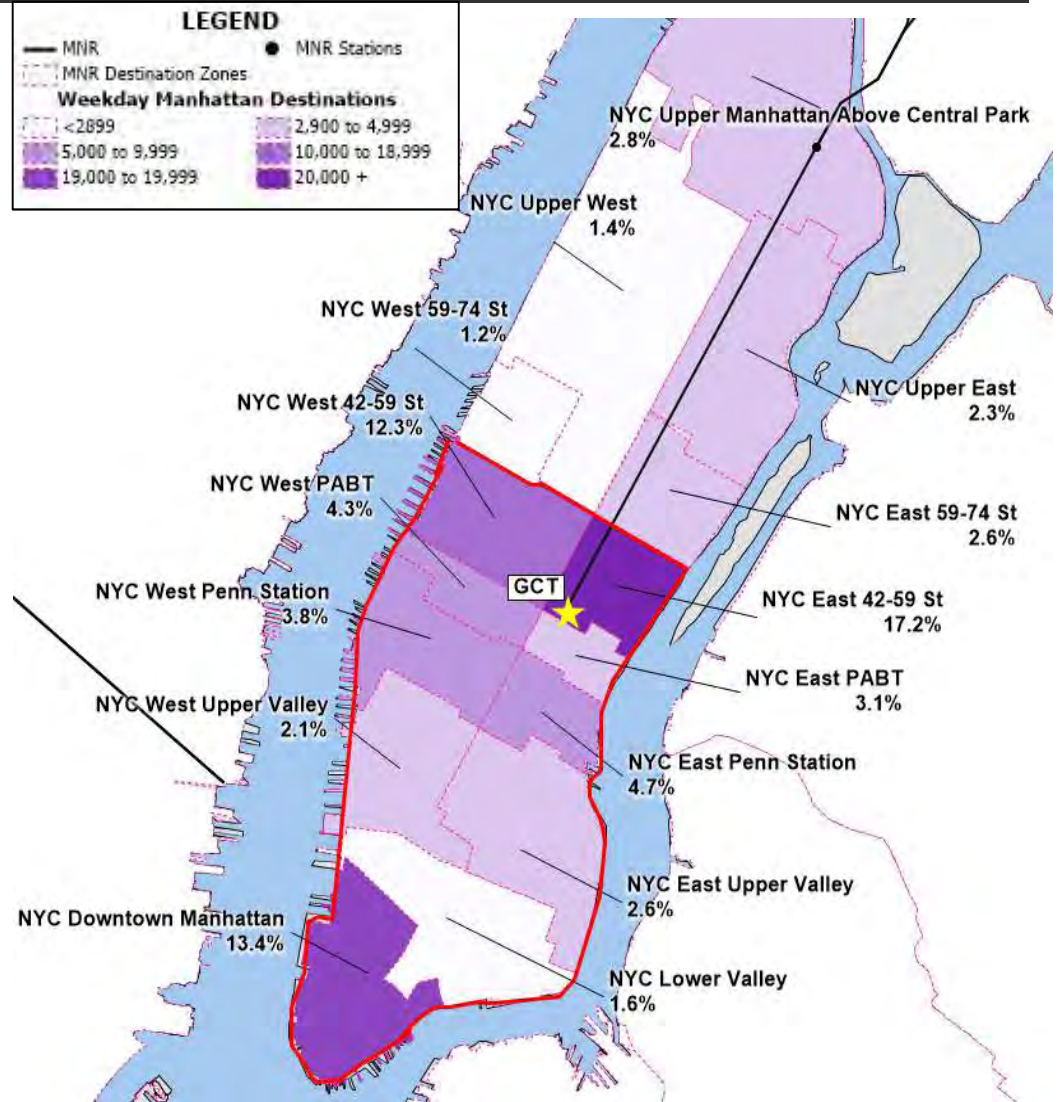 LEGEND
MNR
MNR Stations
MNR Destination Zones
Weekday Manhattan Destinations
<2899
2,900 to 4,999
5,000 to 9,999
10,000 to 18,999
19,000 to 19,999
20,000 +
NYC Upper Manhattan Above Central Park
2.8%
NYC Upper West
1.4%
NYC West 59-74 St
1.2%
NYC Upper East
2.3%
NYC West 42-59 St
12.3%
NYC West PABT
4.3%
NYC East 59-74 St
2.6%
GCT
NYC West Penn Station
3.8%
NYC East 42-59 St
17.2%
NYC East PABT
3.1%
NYC West Upper Valley
2.1%
NYC East Penn Station
4.7%
NYC East Upper Valley
2.6%
NYC Downtown Manhattan
13.4%
NYC Lower Valley
1.6%